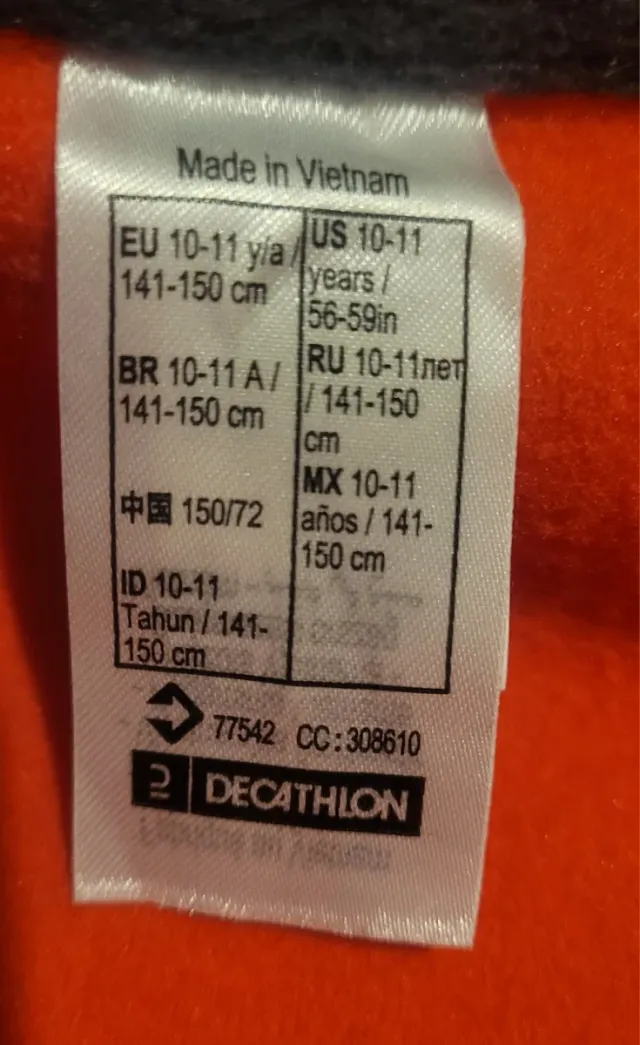 Made in Vietnam
EU 10-11 y/a /
141-150 cm
BR 10-11 A /
141-150 cm
中国 150/72
ID 10-11
Tahun / 141-
150 cm
US 10-11
years /
56-59in
RU 10-11лет
/ 141-150
cm
MX 10-11
años / 141-
150 cm
77542 CC:308610
DECATHLON